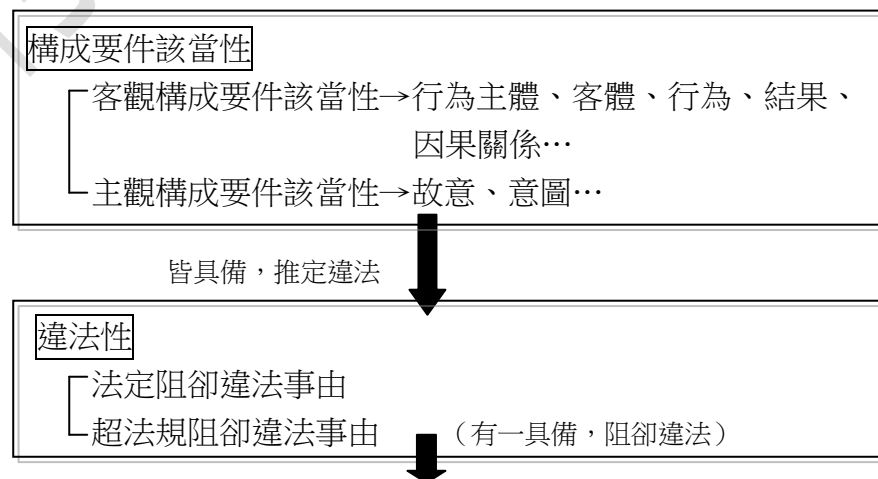 構成要件該當性
客觀構成要件該當性→行為主體、客體、行為、結果、
因果關係…
主觀構成要件該當性→故意、意圖…
皆具備，推定違法
違法性
法定阻卻違法事由
超法規阻卻違法事由 （有一具備，阻卻違法）